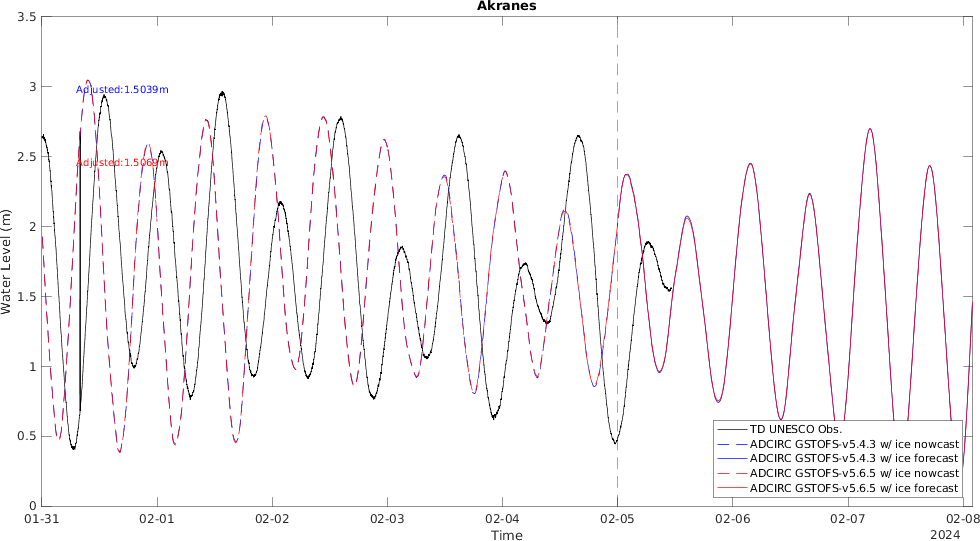 Akranes
Water Level (m)
3.5
3
2.5
2
1.5
1
0.5
0
Adjusted:1.5039m
Adjusted:1.5069m
TD UNESCO Obs.
ADCIRC GSTOFS-v5.4.3 w/ ice nowcast
ADCIRC GSTOFS-v5.4.3 w/ ice forecast
ADCIRC GSTOFS-v5.6.5 w/ ice nowcast
ADCIRC GSTOFS-v5.6.5 w/ ice forecast
01-31 02-01 02-02 02-03 02-04 02-05 02-06 02-07 02-08
Time
2024